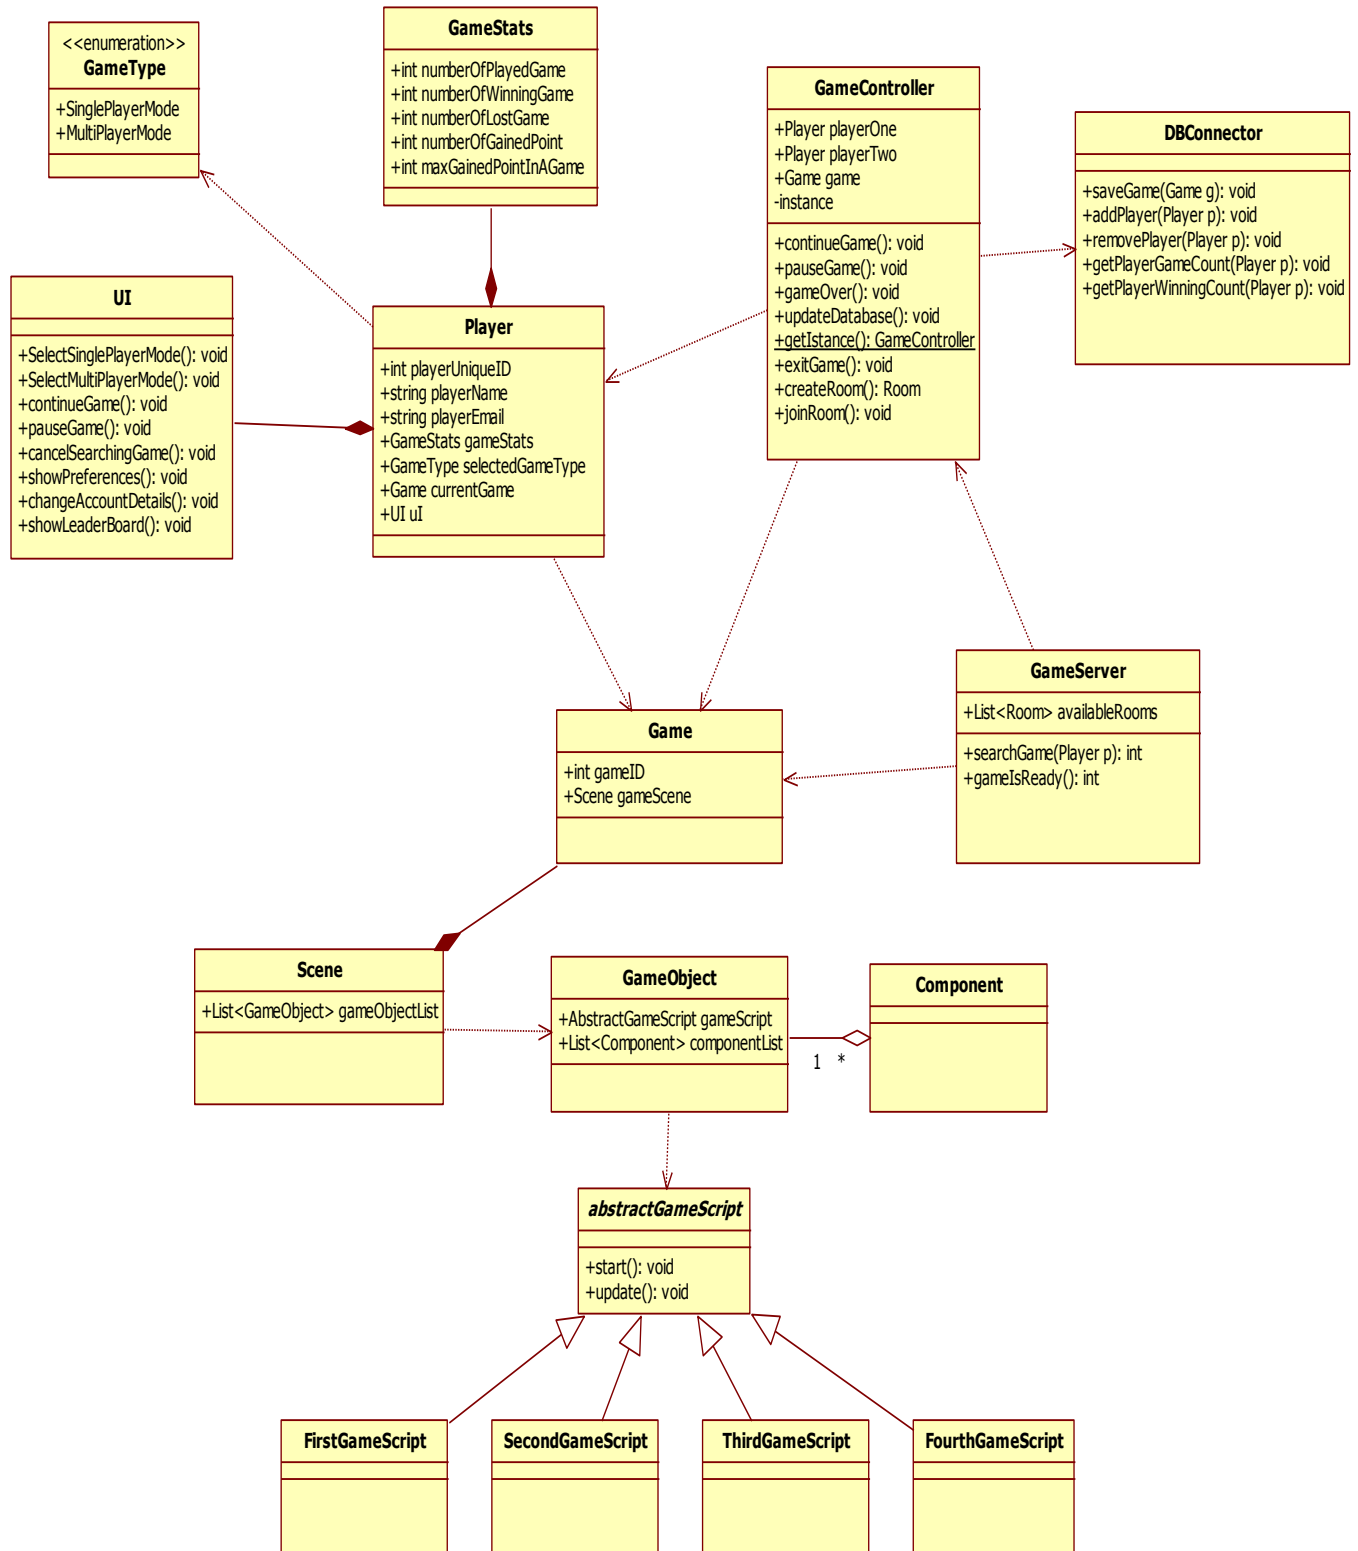 <<enumeration>>
GameType
+SinglePlayerMode
+MultiPlayerMode
GameStats
+int numberOfPlayedGame
+int numberOfWinningGame
+int numberOfLostGame
+int numberOfGainedPoint
+int maxGainedPointInAGame
GameController
+Player playerOne
+Player playerTwo
+Game game
-instance
+continueGame(): void
+pauseGame(): void
+gameOver(): void
+updateDatabase(): void
+getIstance(): GameController
+exitGame(): void
+createRoom(): Room
+joinRoom(): void
DBConnector
+saveGame(Game g): void
+addPlayer(Player p): void
+removePlayer(Player p): void
+getPlayerGameCount(Player p): void
+getPlayerWinningCount(Player p): void
UI
+SelectSinglePlayerMode(): void
+SelectMultiPlayerMode(): void
+continueGame(): void
+pauseGame(): void
+cancelSearchingGame(): void
+showPreferences(): void
+changeAccountDetails(): void
+showLeaderBoard(): void
Player
+int playerUniqueID
+string playerName
+string playerEmail
+GameStats gameStats
+GameType selectedGameType
+Game currentGame
+UI uI
GameServer
+List<Room> availableRooms
+searchGame(Player p): int
+gameIsReady(): int
Game
+int gameID
+Scene gameScene
Scene
+List<GameObject> gameObjectList
GameObject
+AbstractGameScript gameScript
+List<Component> componentList
1 *
Component
abstractGameScript
+start(): void
+update(): void
FirstGameScript
SecondGameScript
ThirdGameScript
FourthGameScript